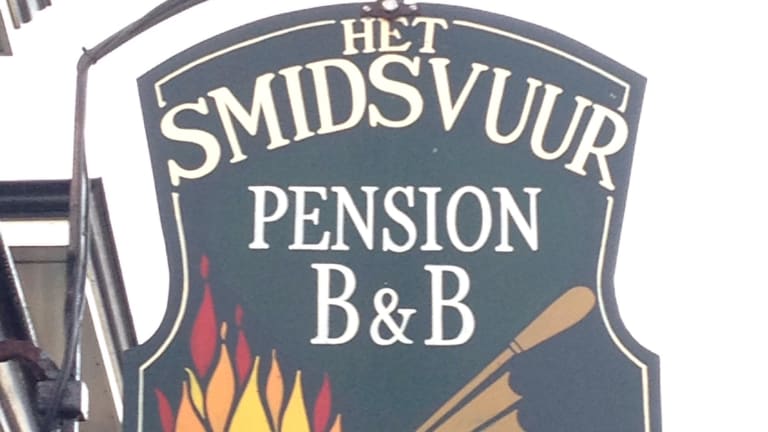 HET
SMIDSVUUR
PENSION
B & B